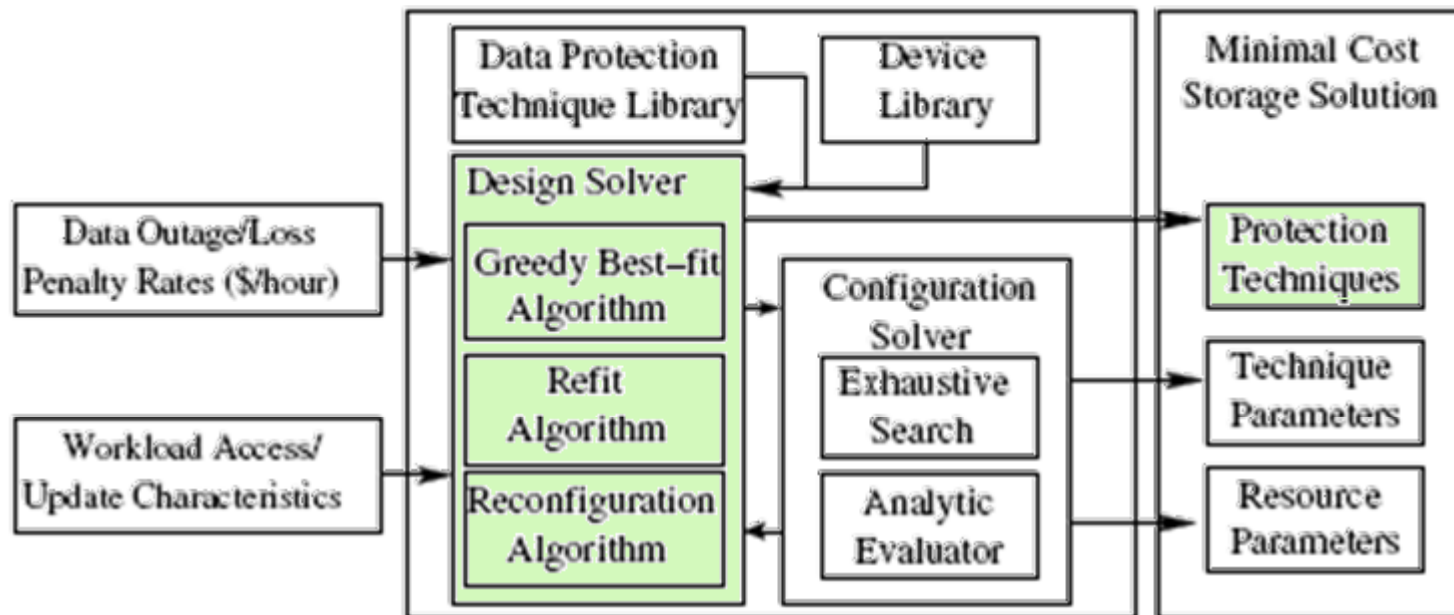 Data Protection
Technique Library
Device
Library
Minimal Cost
Storage Solution
Design Solver
Data Outage/Loss
Penalty Rates ($/hour)
Greedy Best–fit
Algorithm
Protection
Techniques
Configuration
Solver
Refit
Algorithm
Exhaustive
Search
Technique
Parameters
Workload Access/
Update Characteristics
Reconfiguration
Algorithm
Analytic
Evaluator
Resource
Parameters